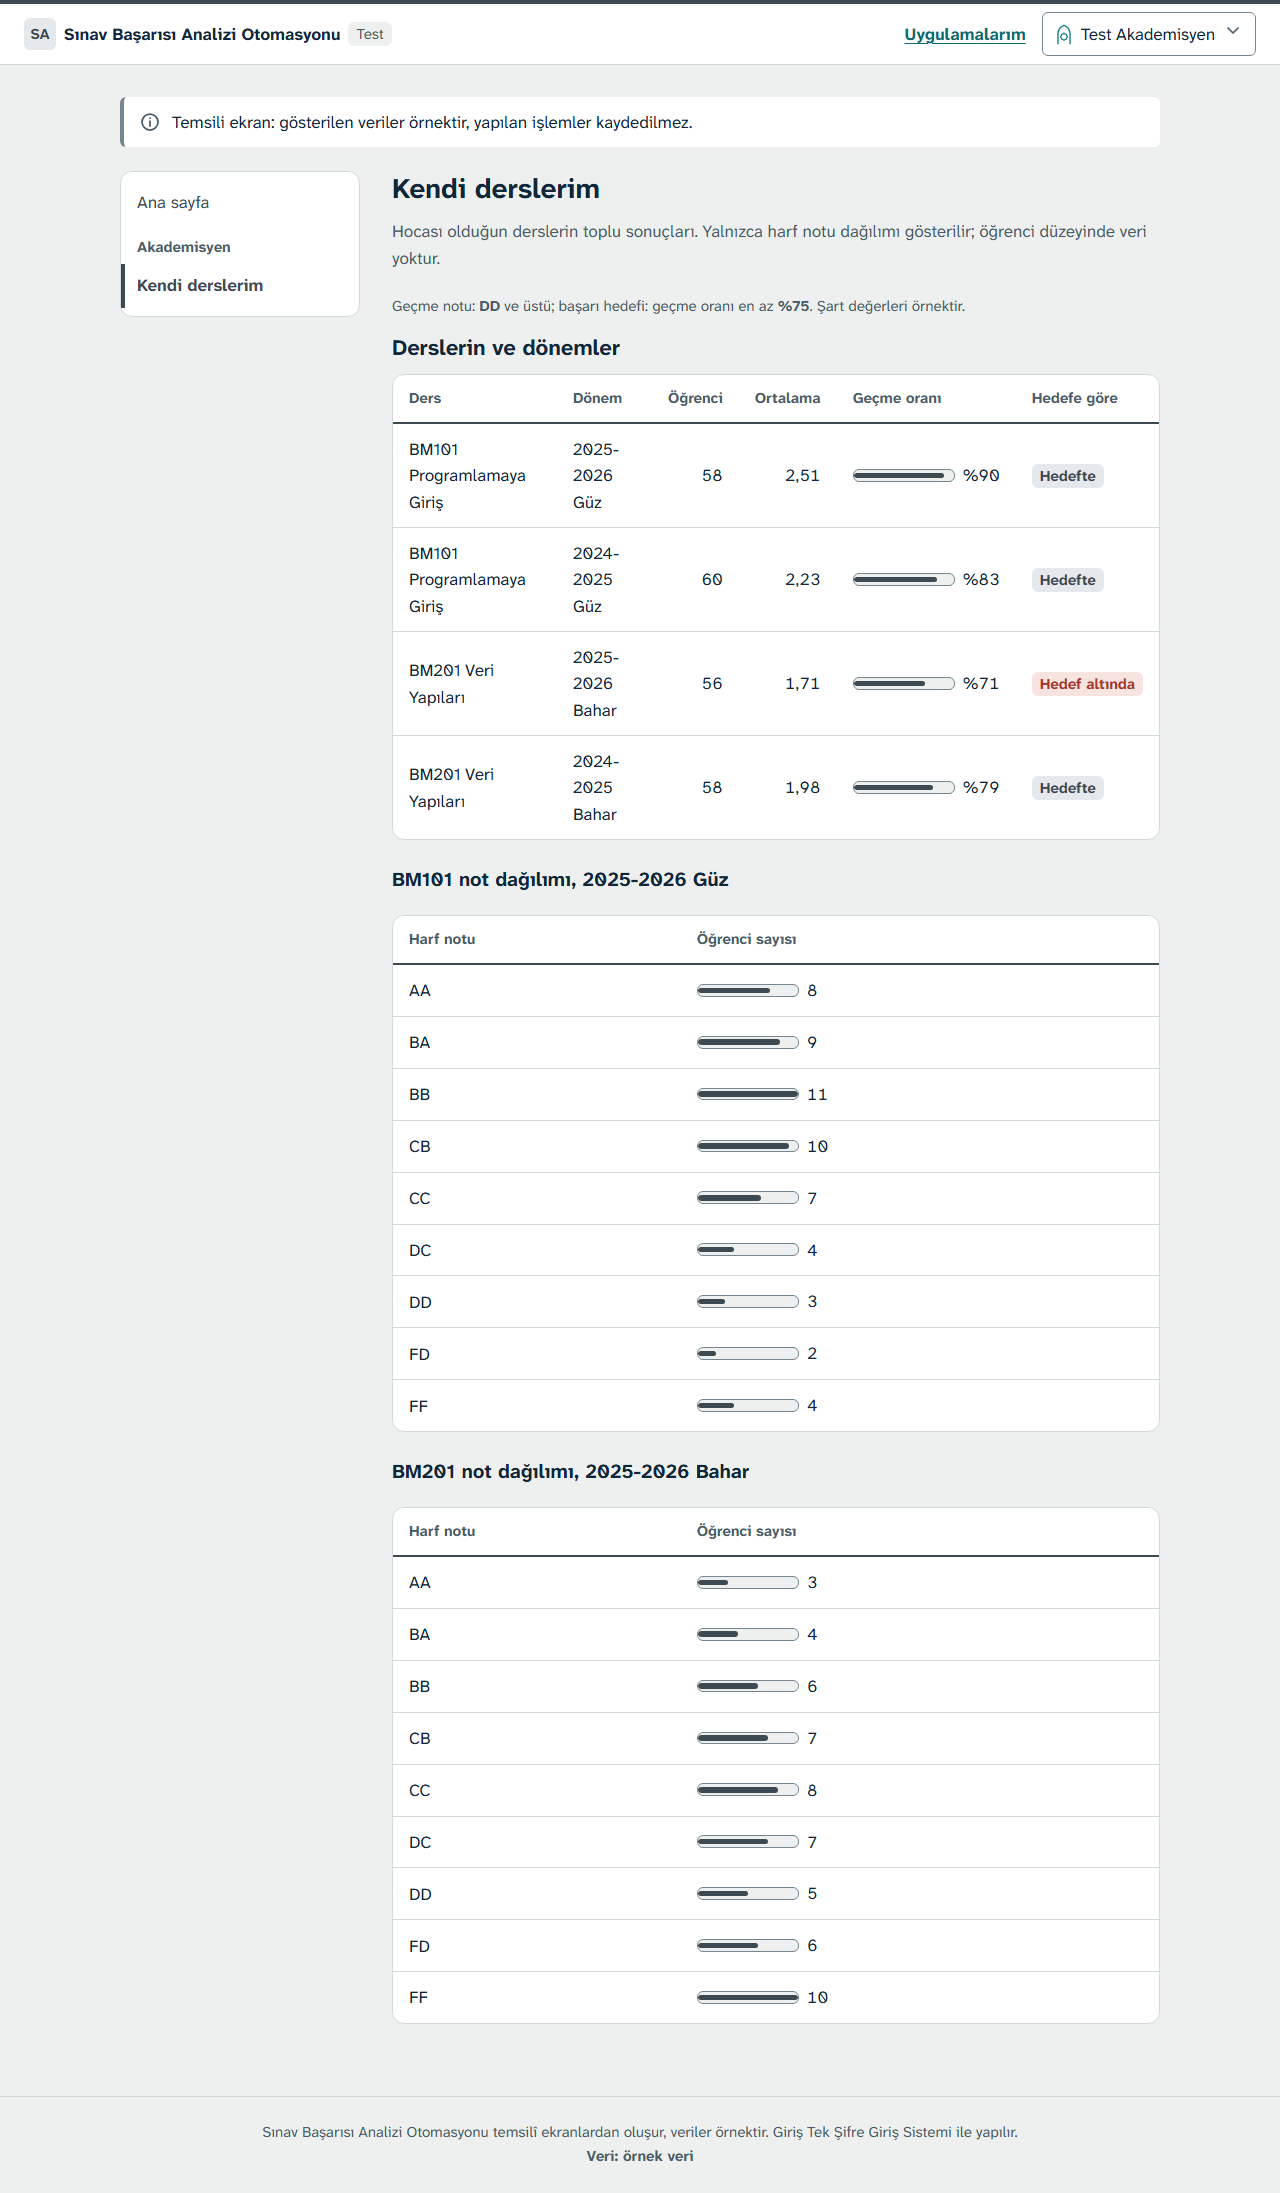 SA Sınav Başarısı Analizi Otomasyonu Test Uygulamalarım Test Akademisyen
Temsili ekran: gösterilen veriler örnektir, yapılan işlemler kaydedilmez.
Ana sayfa
Akademisyen
Kendi derslerim
Kendi derslerim
Hocası olduğun derslerin toplu sonuçları. Yalnızca harf notu dağılımı gösterilir; öğrenci düzeyinde veri
yoktur.
Geçme notu: DD ve üstü; başarı hedefi: geçme oranı en az %75. Şart değerleri örnektir.
Derslerin ve dönemler
Ders Dönem Öğrenci Ortalama Geçme oranı Hedefe göre
BM101
Programlamaya
Giriş
2025-
2026
Güz
58 2,51 %90 Hedefte
BM101
Programlamaya
Giriş
2024-
2025
Güz
60 2,23 %83 Hedefte
BM201 Veri
Yapıları
2025-
2026
Bahar
56 1,71 %71 Hedef altında
BM201 Veri
Yapıları
2024-
2025
Bahar
58 1,98 %79 Hedefte
BM101 not dağılımı, 2025-2026 Güz
Harf notu Öğrenci sayısı
AA 8
BA 9
BB 11
CB 10
CC 7
DC 4
DD 3
FD 2
FF 4
BM201 not dağılımı, 2025-2026 Bahar
Harf notu Öğrenci sayısı
AA 3
BA 4
BB 6
CB 7
CC 8
DC 7
DD 5
FD 6
FF 10
Sınav Başarısı Analizi Otomasyonu temsilî ekranlardan oluşur, veriler örnektir. Giriş Tek Şifre Giriş Sistemi ile yapılır.
Veri: örnek veri